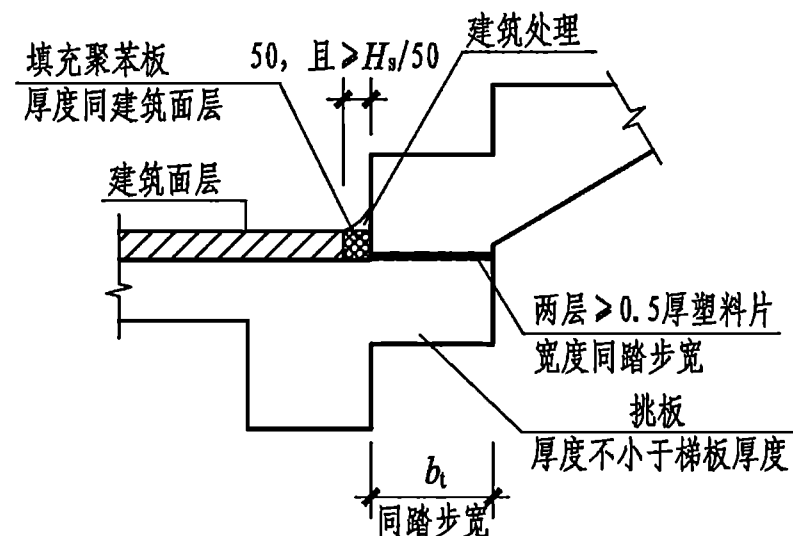 建筑处理
50，且≥Hs/50
填充聚苯板
厚度同建筑面层
建筑面层
两层≥0.5厚塑料片
宽度同踏步宽
挑板
厚度不小于梯板厚度
bt
同踏步宽